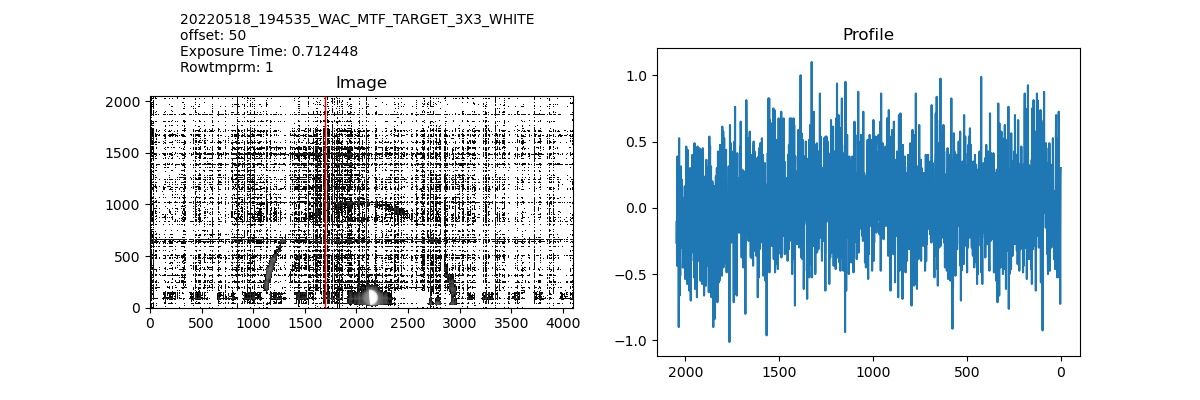 20220518_194535_WAC_MTF_TARGET_3X3_WHITE
offset: 50
Exposure Time: 0.712448
Rowtmprm: 1
Image
2000
1500
1000
500
0
0 500 1000 1500 2000 2500 3000 3500 4000
Profile
1.0
0.5
0.0
−0.5
−1.0
2000 1500 1000 500 0